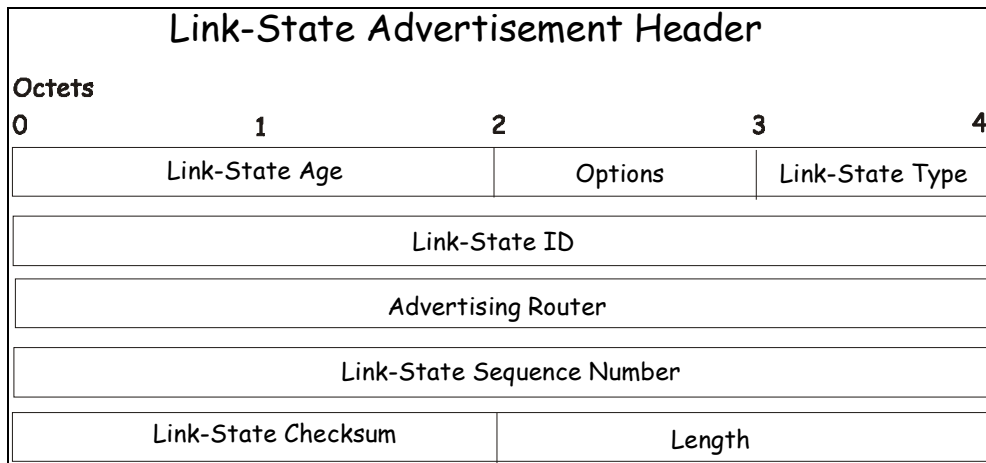 Link-State Advertisement Header
Octets
0 1 2 3 4
Link-State Age Options Link-State Type
Link-State ID
Advertising Router
Link-State Sequence Number
Link-State Checksum Length